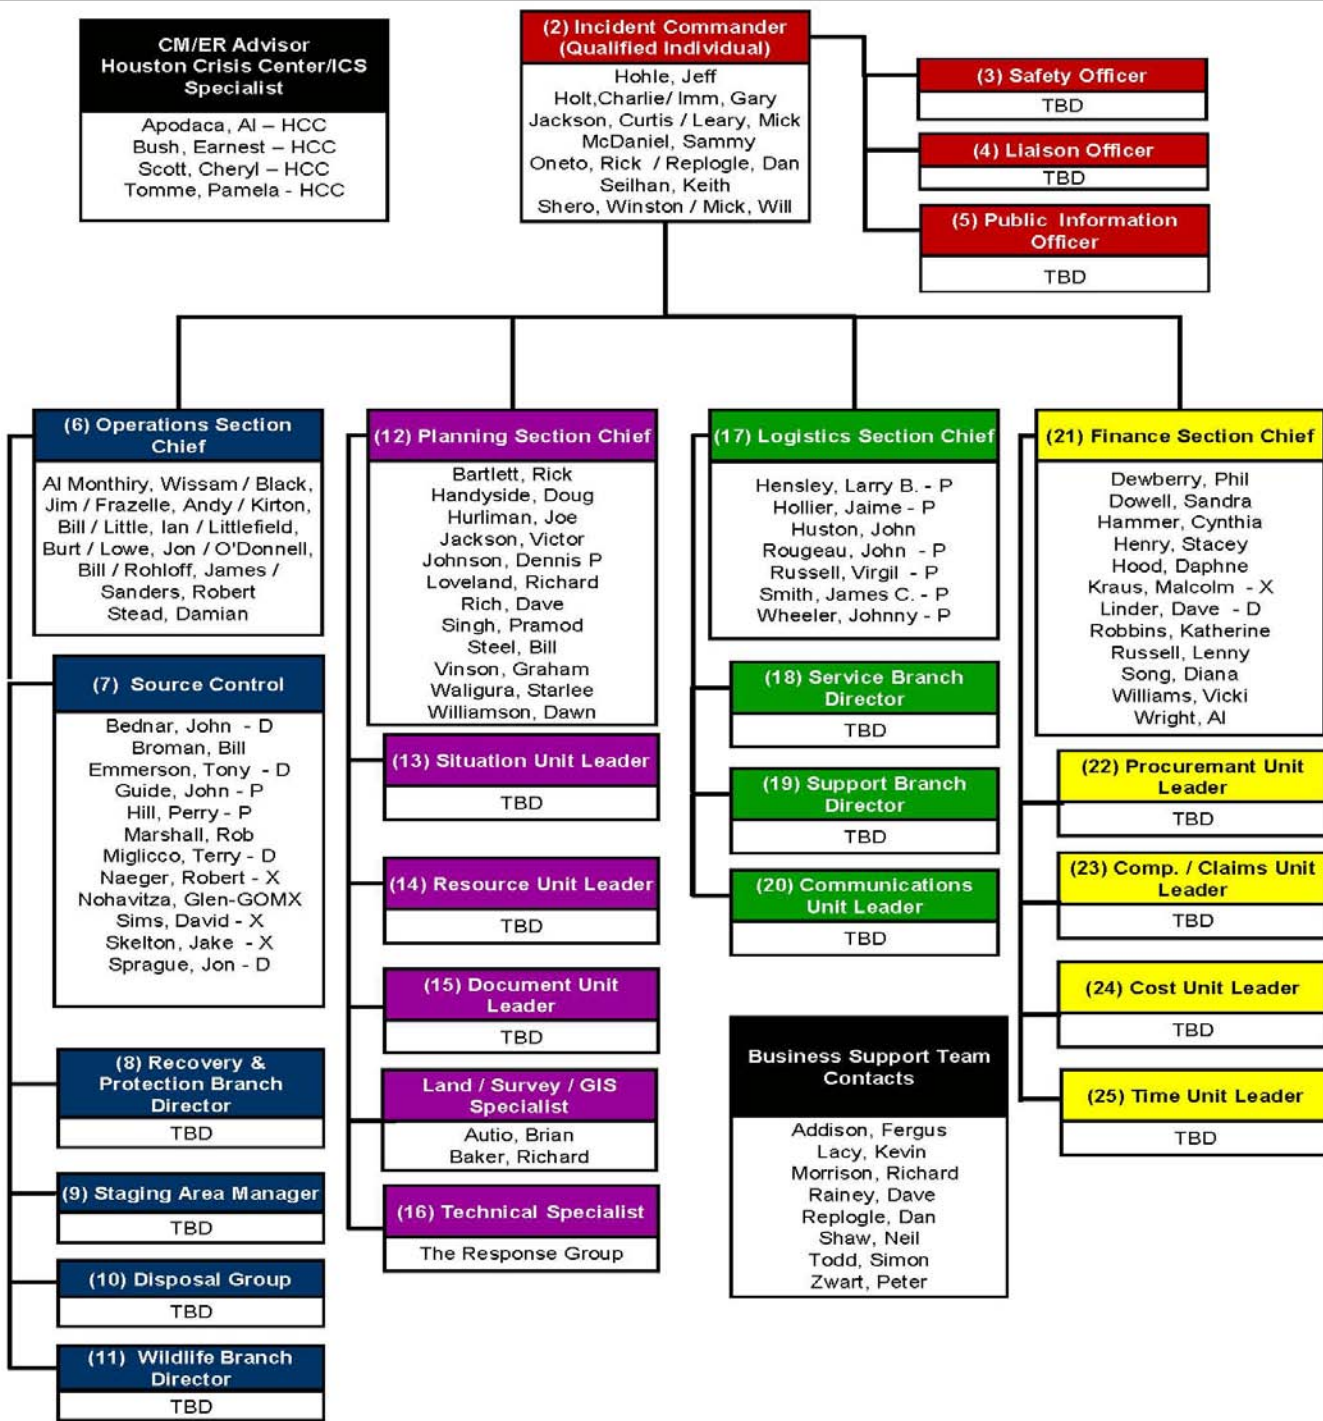 CM/ER Advisor
Houston Crisis Center/ICS
Specialist
Apodaca, Al – HCC
Bush, Earnest – HCC
Scott, Cheryl – HCC
Tomme, Pamela - HCC
(2) Incident Commander
(Qualified Individual)
Hohle, Jeff
Holt,Charlie/ Imm, Gary
Jackson, Curtis / Leary, Mick
McDaniel, Sammy
Oneto, Rick / Replogle, Dan
Seilhan, Keith
Shero, Winston / Mick, Will
(3) Safety Officer
TBD
(4) Liaison Officer
TBD
(5) Public Information
Officer
TBD
(6) Operations Section
Chief
Al Monthiry, Wissam / Black,
Jim / Frazelle, Andy / Kirton,
Bill / Little, Ian / Littlefield,
Burt / Lowe, Jon / O'Donnell,
Bill / Rohloff, James /
Sanders, Robert
Stead, Damian
(7) Source Control
Bednar, John - D
Broman, Bill
Emmerson, Tony - D
Guide, John - P
Hill, Perry - P
Marshall, Rob
Miglicco, Terry - D
Naeger, Robert - X
Nohavitza, Glen-GOMX
Sims, David - X
Skelton, Jake - X
Sprague, Jon - D
(8) Recovery &
Protection Branch
Director
TBD
(9) Staging Area Manager
TBD
(10) Disposal Group
TBD
(11) Wildlife Branch
Director
TBD
(12) Planning Section Chief
Bartlett, Rick
Handyside, Doug
Hurliman, Joe
Jackson, Victor
Johnson, Dennis P
Loveland, Richard
Rich, Dave
Singh, Pramod
Steel, Bill
Vinson, Graham
Waligura, Starlee
Williamson, Dawn
(13) Situation Unit Leader
TBD
(14) Resource Unit Leader
TBD
(15) Document Unit
Leader
TBD
Land / Survey / GIS
Specialist
Autio, Brian
Baker, Richard
(16) Technical Specialist
The Response Group
(17) Logistics Section Chief
Hensley, Larry B. - P
Hollier, Jaime - P
Huston, John
Rougeau, John - P
Russell, Virgil - P
Smith, James C. - P
Wheeler, Johnny - P
(18) Service Branch
Director
TBD
(19) Support Branch
Director
TBD
(20) Communications
Unit Leader
TBD
Business Support Team
Contacts
Addison, Fergus
Lacy, Kevin
Morrison, Richard
Rainey, Dave
Replogle, Dan
Shaw, Neil
Todd, Simon
Zwart, Peter
(21) Finance Section Chief
Dewberry, Phil
Dowell, Sandra
Hammer, Cynthia
Henry, Stacey
Hood, Daphne
Kraus, Malcolm - X
Linder, Dave - D
Robbins, Katherine
Russell, Lenny
Song, Diana
Williams, Vicki
Wright, Al
(22) Procuremant Unit
Leader
TBD
(23) Comp. / Claims Unit
Leader
TBD
(24) Cost Unit Leader
TBD
(25) Time Unit Leader
TBD